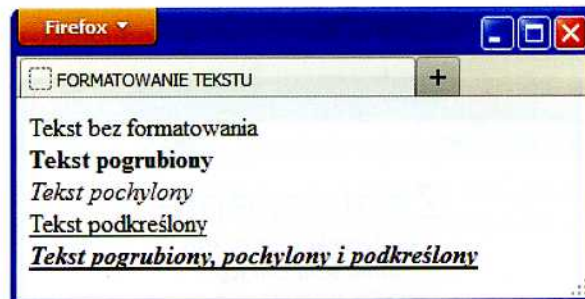 Firefox
FORMATOWANIE TEKSTU
Tekst bez formatowania
Tekst pogrubiony
Tekst pochylony
Tekst podkreślony
Tekst pogrubiony, pochylony i podkreślony